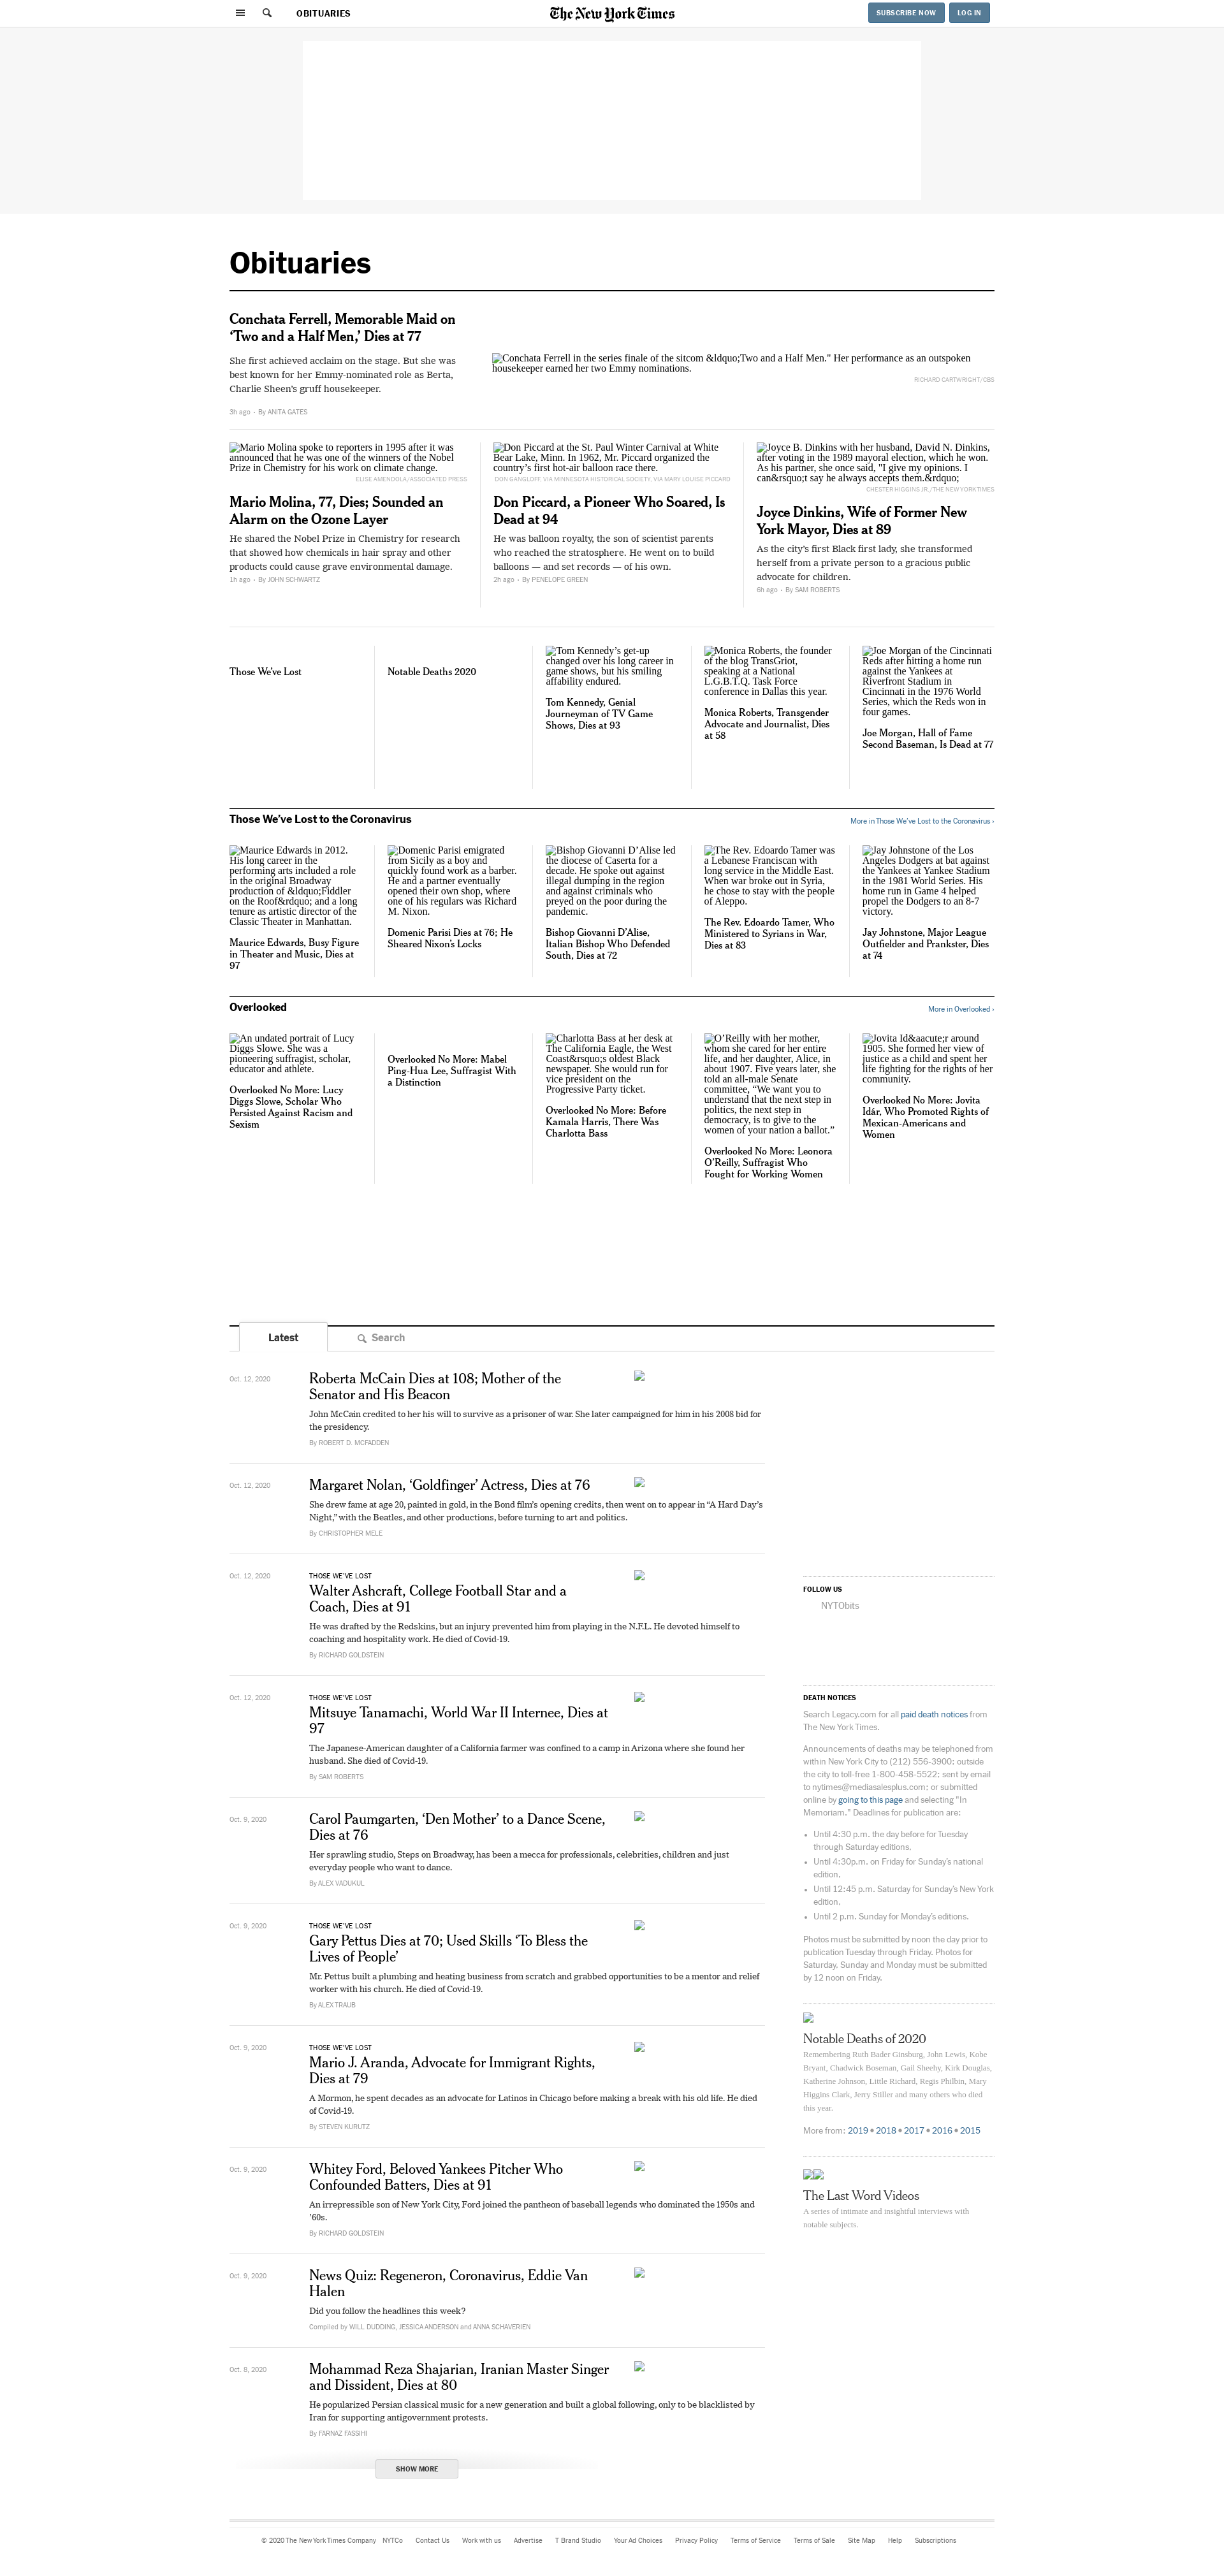 OBITUARIES
The New York Times
SUBSCRIBE NOW
LOG IN
Obituaries
Conchata Ferrell, Memorable Maid on
‘Two and a Half Men,’ Dies at 77
She first achieved acclaim on the stage. But she was
best known for her Emmy-nominated role as Berta,
Charlie Sheen’s gruff housekeeper.
3h ago • By ANITA GATES
Conchata Ferrell in the series finale of the sitcom &ldquo;Two and a Half Men." Her performance as an outspoken
housekeeper earned her two Emmy nominations.
RICHARD CARTWRIGHT/CBS
Mario Molina spoke to reporters in 1995 after it was
announced that he was one of the winners of the Nobel
Prize in Chemistry for his work on climate change.
ELISE AMENDOLA/ASSOCIATED PRESS
Mario Molina, 77, Dies; Sounded an
Alarm on the Ozone Layer
He shared the Nobel Prize in Chemistry for research
that showed how chemicals in hair spray and other
products could cause grave environmental damage.
1h ago • By JOHN SCHWARTZ
Don Piccard at the St. Paul Winter Carnival at White
Bear Lake, Minn. In 1962, Mr. Piccard organized the
country’s first hot-air balloon race there.
DON GANGLOFF, VIA MINNESOTA HISTORICAL SOCIETY, VIA MARY LOUISE PICCARD
Don Piccard, a Pioneer Who Soared, Is
Dead at 94
He was balloon royalty, the son of scientist parents
who reached the stratosphere. He went on to build
balloons — and set records — of his own.
2h ago • By PENELOPE GREEN
Joyce B. Dinkins with her husband, David N. Dinkins,
after voting in the 1989 mayoral election, which he won.
As his partner, she once said, "I give my opinions. I
can&rsquo;t say he always accepts them.&rdquo;
CHESTER HIGGINS JR./THE NEW YORK TIMES
Joyce Dinkins, Wife of Former New
York Mayor, Dies at 89
As the city’s first Black first lady, she transformed
herself from a private person to a gracious public
advocate for children.
6h ago • By SAM ROBERTS
Those We’ve Lost
Notable Deaths 2020
Tom Kennedy’s get-up
changed over his long career in
game shows, but his smiling
affability endured.
Tom Kennedy, Genial
Journeyman of TV Game
Shows, Dies at 93
Monica Roberts, the founder
of the blog TransGriot,
speaking at a National
L.G.B.T.Q. Task Force
conference in Dallas this year.
Monica Roberts, Transgender
Advocate and Journalist, Dies
at 58
Joe Morgan of the Cincinnati
Reds after hitting a home run
against the Yankees at
Riverfront Stadium in
Cincinnati in the 1976 World
Series, which the Reds won in
four games.
Joe Morgan, Hall of Fame
Second Baseman, Is Dead at 77
Those We’ve Lost to the Coronavirus
More in Those We’ve Lost to the Coronavirus ›
Maurice Edwards in 2012.
His long career in the
performing arts included a role
in the original Broadway
production of &ldquo;Fiddler
on the Roof&rdquo; and a long
tenure as artistic director of the
Classic Theater in Manhattan.
Maurice Edwards, Busy Figure
in Theater and Music, Dies at
97
Domenic Parisi emigrated
from Sicily as a boy and
quickly found work as a barber.
He and a partner eventually
opened their own shop, where
one of his regulars was Richard
M. Nixon.
Domenic Parisi Dies at 76; He
Sheared Nixon’s Locks
Bishop Giovanni D’Alise led
the diocese of Caserta for a
decade. He spoke out against
illegal dumping in the region
and against criminals who
preyed on the poor during the
pandemic.
Bishop Giovanni D’Alise,
Italian Bishop Who Defended
South, Dies at 72
The Rev. Edoardo Tamer was
a Lebanese Franciscan with
long service in the Middle East.
When war broke out in Syria,
he chose to stay with the people
of Aleppo.
The Rev. Edoardo Tamer, Who
Ministered to Syrians in War,
Dies at 83
Jay Johnstone of the Los
Angeles Dodgers at bat against
the Yankees at Yankee Stadium
in the 1981 World Series. His
home run in Game 4 helped
propel the Dodgers to an 8-7
victory.
Jay Johnstone, Major League
Outfielder and Prankster, Dies
at 74
Overlooked
More in Overlooked ›
An undated portrait of Lucy
Diggs Slowe. She was a
pioneering suffragist, scholar,
educator and athlete.
Overlooked No More: Lucy
Diggs Slowe, Scholar Who
Persisted Against Racism and
Sexism
Overlooked No More: Mabel
Ping-Hua Lee, Suffragist With
a Distinction
Charlotta Bass at her desk at
The California Eagle, the West
Coast&rsquo;s oldest Black
newspaper. She would run for
vice president on the
Progressive Party ticket.
Overlooked No More: Before
Kamala Harris, There Was
Charlotta Bass
O’Reilly with her mother,
whom she cared for her entire
life, and her daughter, Alice, in
about 1907. Five years later, she
told an all-male Senate
committee, “We want you to
understand that the next step in
politics, the next step in
democracy, is to give to the
women of your nation a ballot.”
Overlooked No More: Leonora
O’Reilly, Suffragist Who
Fought for Working Women
Jovita Id&aacute;r around
1905. She formed her view of
justice as a child and spent her
life fighting for the rights of her
community.
Overlooked No More: Jovita
Idár, Who Promoted Rights of
Mexican-Americans and
Women
Latest
Search
Oct. 12, 2020
Roberta McCain Dies at 108; Mother of the
Senator and His Beacon
John McCain credited to her his will to survive as a prisoner of war. She later campaigned for him in his 2008 bid for
the presidency.
By ROBERT D. MCFADDEN
Oct. 12, 2020
Margaret Nolan, ‘Goldfinger’ Actress, Dies at 76
She drew fame at age 20, painted in gold, in the Bond film’s opening credits, then went on to appear in “A Hard Day’s
Night,” with the Beatles, and other productions, before turning to art and politics.
By CHRISTOPHER MELE
Oct. 12, 2020
THOSE WE’VE LOST
Walter Ashcraft, College Football Star and a
Coach, Dies at 91
He was drafted by the Redskins, but an injury prevented him from playing in the N.F.L. He devoted himself to
coaching and hospitality work. He died of Covid-19.
By RICHARD GOLDSTEIN
Oct. 12, 2020
THOSE WE’VE LOST
Mitsuye Tanamachi, World War II Internee, Dies at
97
The Japanese-American daughter of a California farmer was confined to a camp in Arizona where she found her
husband. She died of Covid-19.
By SAM ROBERTS
Oct. 9, 2020
Carol Paumgarten, ‘Den Mother’ to a Dance Scene,
Dies at 76
Her sprawling studio, Steps on Broadway, has been a mecca for professionals, celebrities, children and just
everyday people who want to dance.
By ALEX VADUKUL
Oct. 9, 2020
THOSE WE’VE LOST
Gary Pettus Dies at 70; Used Skills ‘To Bless the
Lives of People’
Mr. Pettus built a plumbing and heating business from scratch and grabbed opportunities to be a mentor and relief
worker with his church. He died of Covid-19.
By ALEX TRAUB
Oct. 9, 2020
THOSE WE’VE LOST
Mario J. Aranda, Advocate for Immigrant Rights,
Dies at 79
A Mormon, he spent decades as an advocate for Latinos in Chicago before making a break with his old life. He died
of Covid-19.
By STEVEN KURUTZ
Oct. 9, 2020
Whitey Ford, Beloved Yankees Pitcher Who
Confounded Batters, Dies at 91
An irrepressible son of New York City, Ford joined the pantheon of baseball legends who dominated the 1950s and
’60s.
By RICHARD GOLDSTEIN
Oct. 9, 2020
News Quiz: Regeneron, Coronavirus, Eddie Van
Halen
Did you follow the headlines this week?
Compiled by WILL DUDDING, JESSICA ANDERSON and ANNA SCHAVERIEN
Oct. 8, 2020
Mohammad Reza Shajarian, Iranian Master Singer
and Dissident, Dies at 80
He popularized Persian classical music for a new generation and built a global following, only to be blacklisted by
Iran for supporting antigovernment protests.
By FARNAZ FASSIHI
SHOW MORE
FOLLOW US
NYTObits
DEATH NOTICES
Search Legacy.com for all paid death notices from
The New York Times.
Announcements of deaths may be telephoned from
within New York City to (212) 556-3900; outside
the city to toll-free 1-800-458-5522; sent by email
to nytimes@mediasalesplus.com; or submitted
online by going to this page and selecting "In
Memoriam." Deadlines for publication are:
• Until 4:30 p.m. the day before for Tuesday
through Saturday editions.
• Until 4:30p.m. on Friday for Sunday’s national
edition.
• Until 12:45 p.m. Saturday for Sunday’s New York
edition.
• Until 2 p.m. Sunday for Monday’s editions.
Photos must be submitted by noon the day prior to
publication Tuesday through Friday. Photos for
Saturday, Sunday and Monday must be submitted
by 12 noon on Friday.
Notable Deaths of 2020
Remembering Ruth Bader Ginsburg, John Lewis, Kobe
Bryant, Chadwick Boseman, Gail Sheehy, Kirk Douglas,
Katherine Johnson, Little Richard, Regis Philbin, Mary
Higgins Clark, Jerry Stiller and many others who died
this year.
More from: 2019 • 2018 • 2017 • 2016 • 2015
The Last Word Videos
A series of intimate and insightful interviews with
notable subjects.
© 2020 The New York Times Company NYTCo Contact Us Work with us Advertise T Brand Studio Your Ad Choices Privacy Policy Terms of Service Terms of Sale Site Map Help Subscriptions